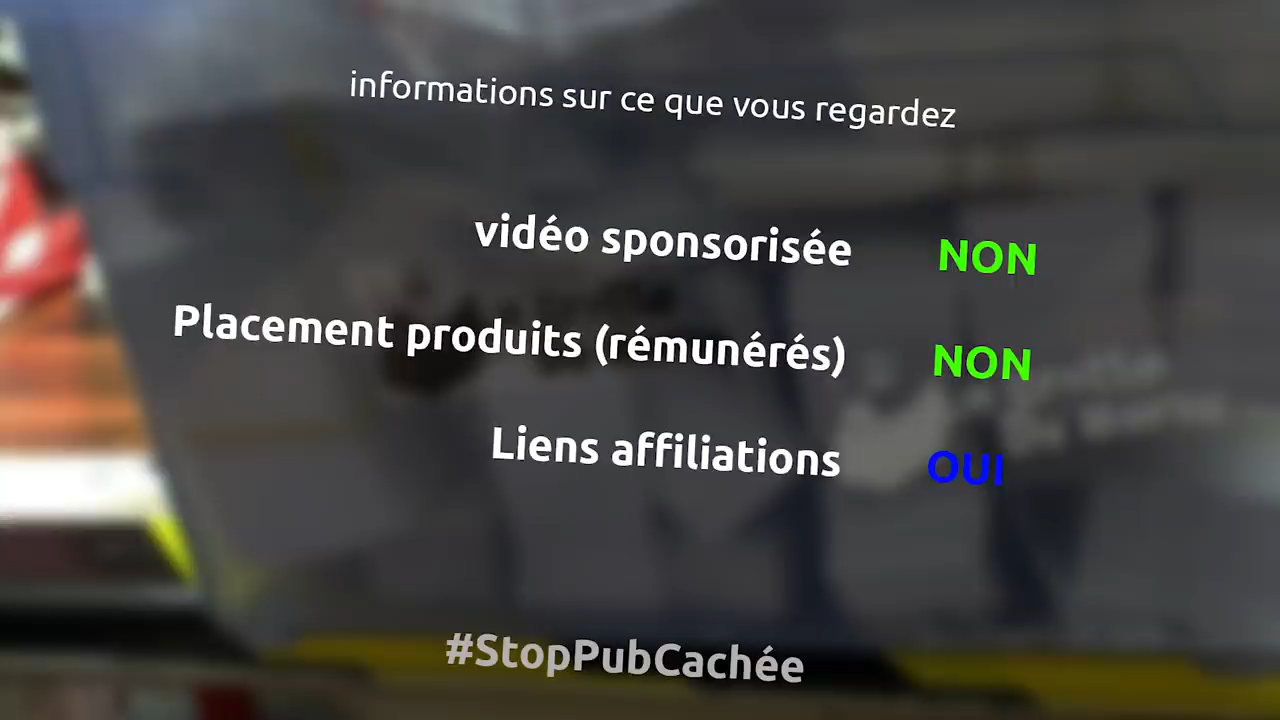 informations sur ce que vous regardez
vidéo sponsorisée NON
Placement produits (rémunérés) NON
Liens affiliations OUI
#StopPubCachée